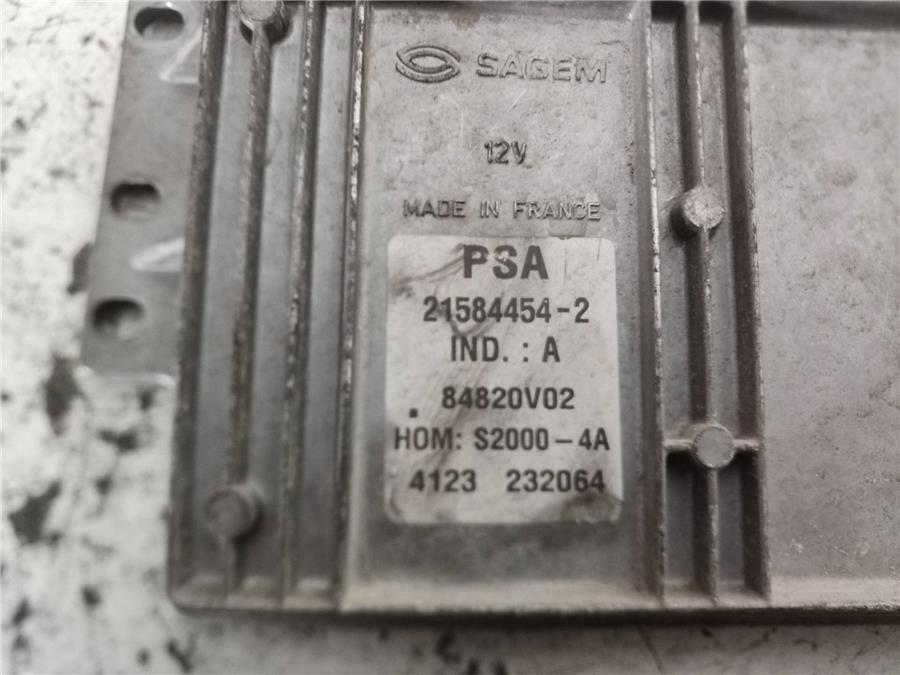 SAGEM
12V
MADE IN FRANCE
PSA
21584454-2
IND. : A
84820V02
HOM: S2000-4A
4123 232064